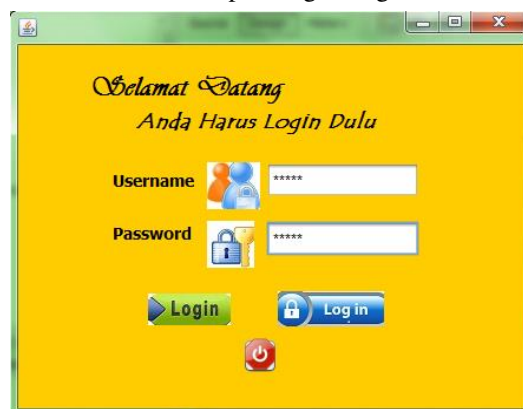 Selamat Datang
Anda Harus Login Dulu
Username *****
Password *****
Login Log in